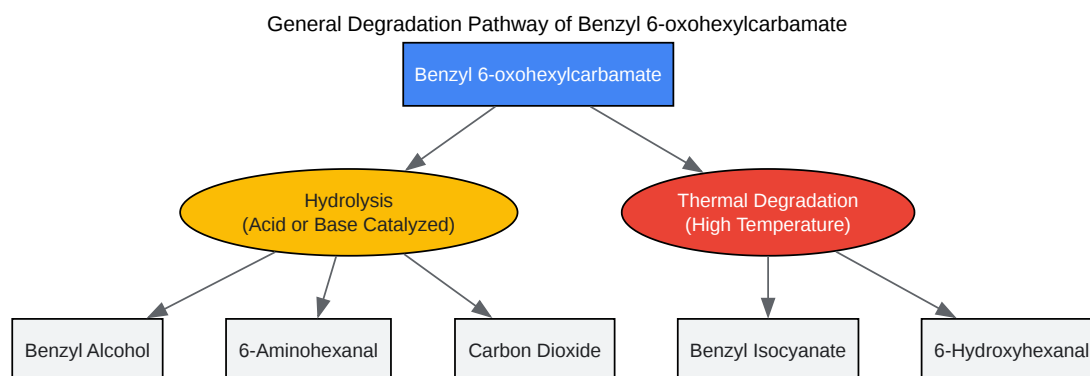 General Degradation Pathway of Benzyl 6-oxohexylcarbamate
Benzyl 6-oxohexylcarbamate
Hydrolysis
(Acid or Base Catalyzed)
Thermal Degradation
(High Temperature)
Benzyl Alcohol
6-Aminohexanal
Carbon Dioxide
Benzyl Isocyanate
6-Hydroxyhexanal